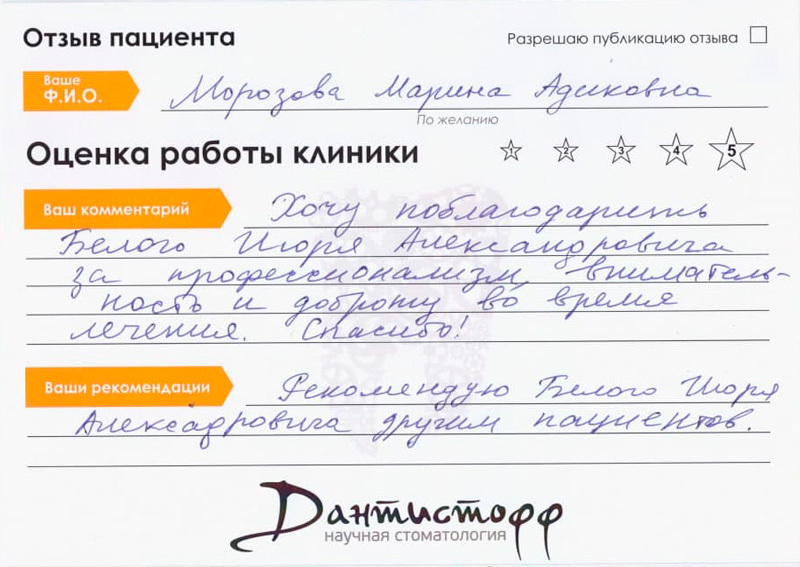 Отзыв пациента
Разрешаю публикацию отзыва
Ваше
Ф.И.О.
Морозова Марина Адиковна
По желанию
Оценка работы клиники
1 2 3 4 5
Ваш комментарий
Хочу поблагодарить
Белого Игоря Александровича
за профессионализм, вниматель-
ность и доброту во время
лечения. Спасибо!
Ваши рекомендации
Рекомендую Белого Игоря
Александровича другим пациентов.
Дантистофф
научная стоматология